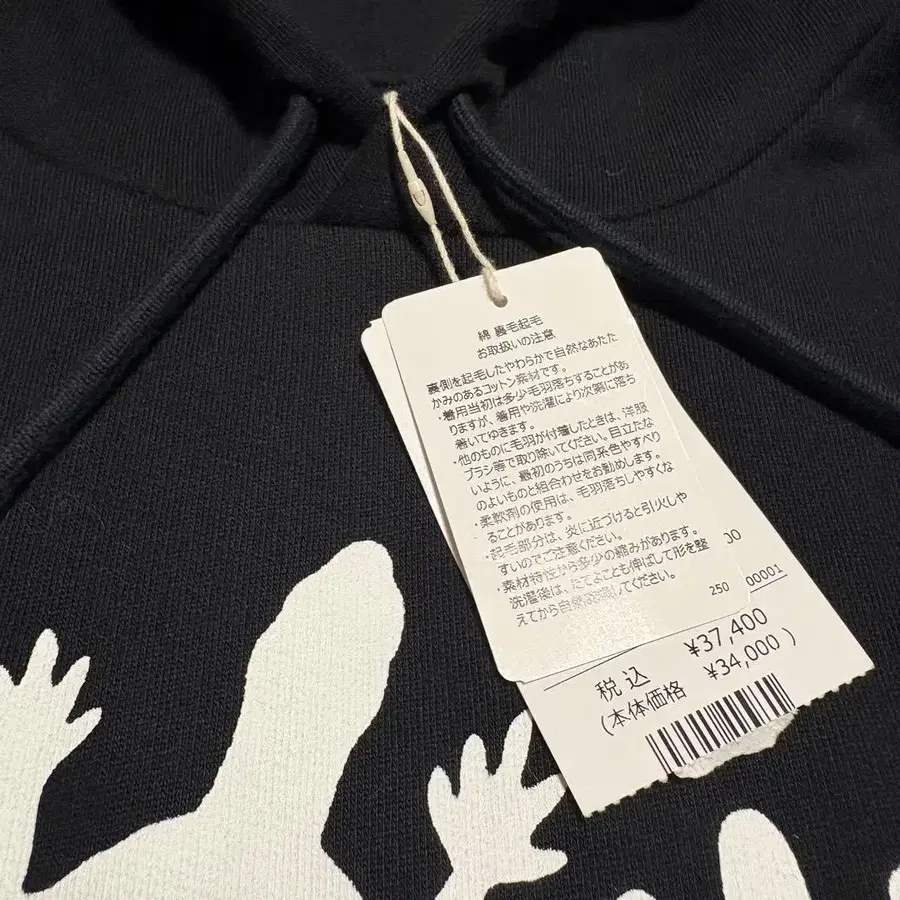 綿 裏毛起毛
お取扱いの注意
裏側を起毛したやわらかで自然なあたた
かみのあるコットン素材です。
・着用当初は多少毛羽落ちすることがあ
りますが、着用や洗濯により次第に落ち
着いてゆきます。
・他のものに毛羽が付着したときは、洋服
ブラシ等で取り除いてください。目立たな
いように、最初のうちは同系色やすべり
のよいものと組合わせをお勧めします。
・柔軟剤の使用は、毛羽落ちしやすくな
ることがあります。
・起毛部分は、炎に近づけると引火しや
すいのでご注意ください。
・素材特性から多少の縮みがあります。
洗濯後は、たてよことも伸ばして形を整
えてから自然
してください。
250
00001
税込 ¥37,400
(本体価格 ¥34,000 )